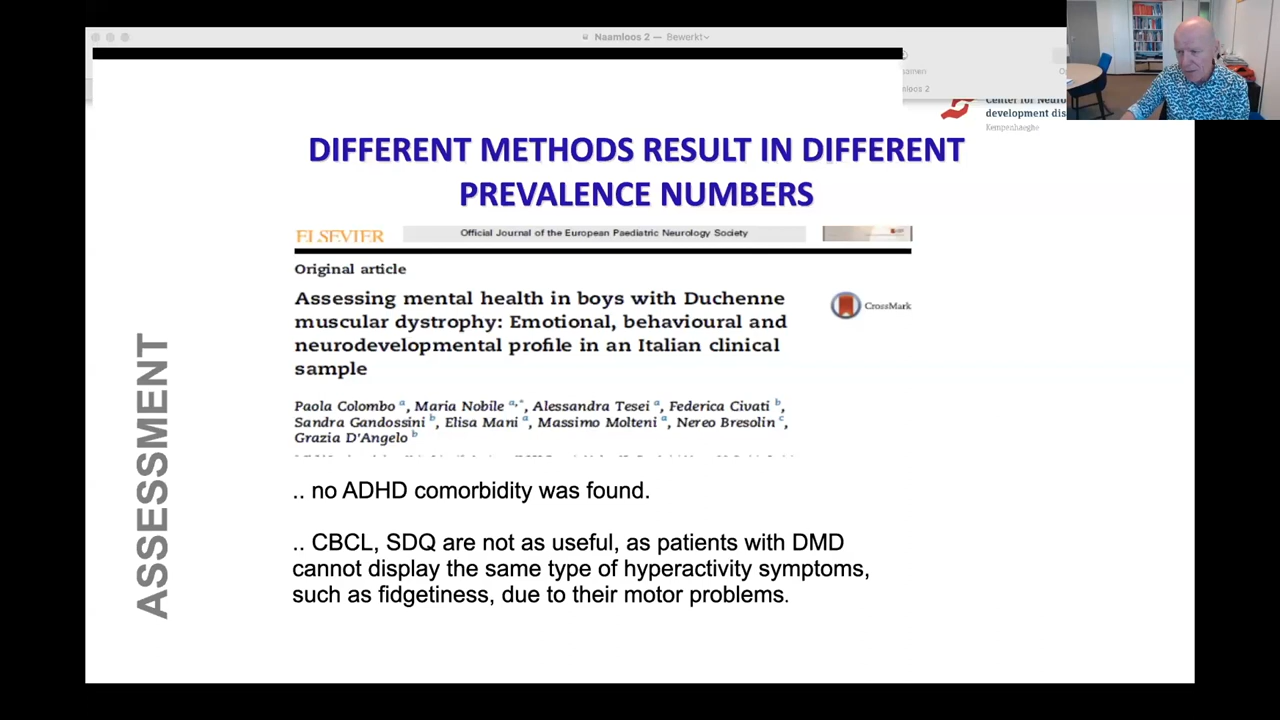 Naamloos 2 — Bewerkt
Center for Neuro
development dis
Kempenhaeghe
DIFFERENT METHODS RESULT IN DIFFERENT
PREVALENCE NUMBERS
ELSEVIER
Official Journal of the European Paediatric Neurology Society
Original article
Assessing mental health in boys with Duchenne
muscular dystrophy: Emotional, behavioural and
neurodevelopmental profile in an Italian clinical
sample
CrossMark
Paola Colombo a, Maria Nobile a,*, Alessandra Tesei a, Federica Civati b,
Sandra Gandossini b, Elisa Mani a, Massimo Molteni a, Nereo Bresolin c,
Grazia D'Angelo b
ASSESSMENT
.. no ADHD comorbidity was found.
.. CBCL, SDQ are not as useful, as patients with DMD
cannot display the same type of hyperactivity symptoms,
such as fidgetiness, due to their motor problems.